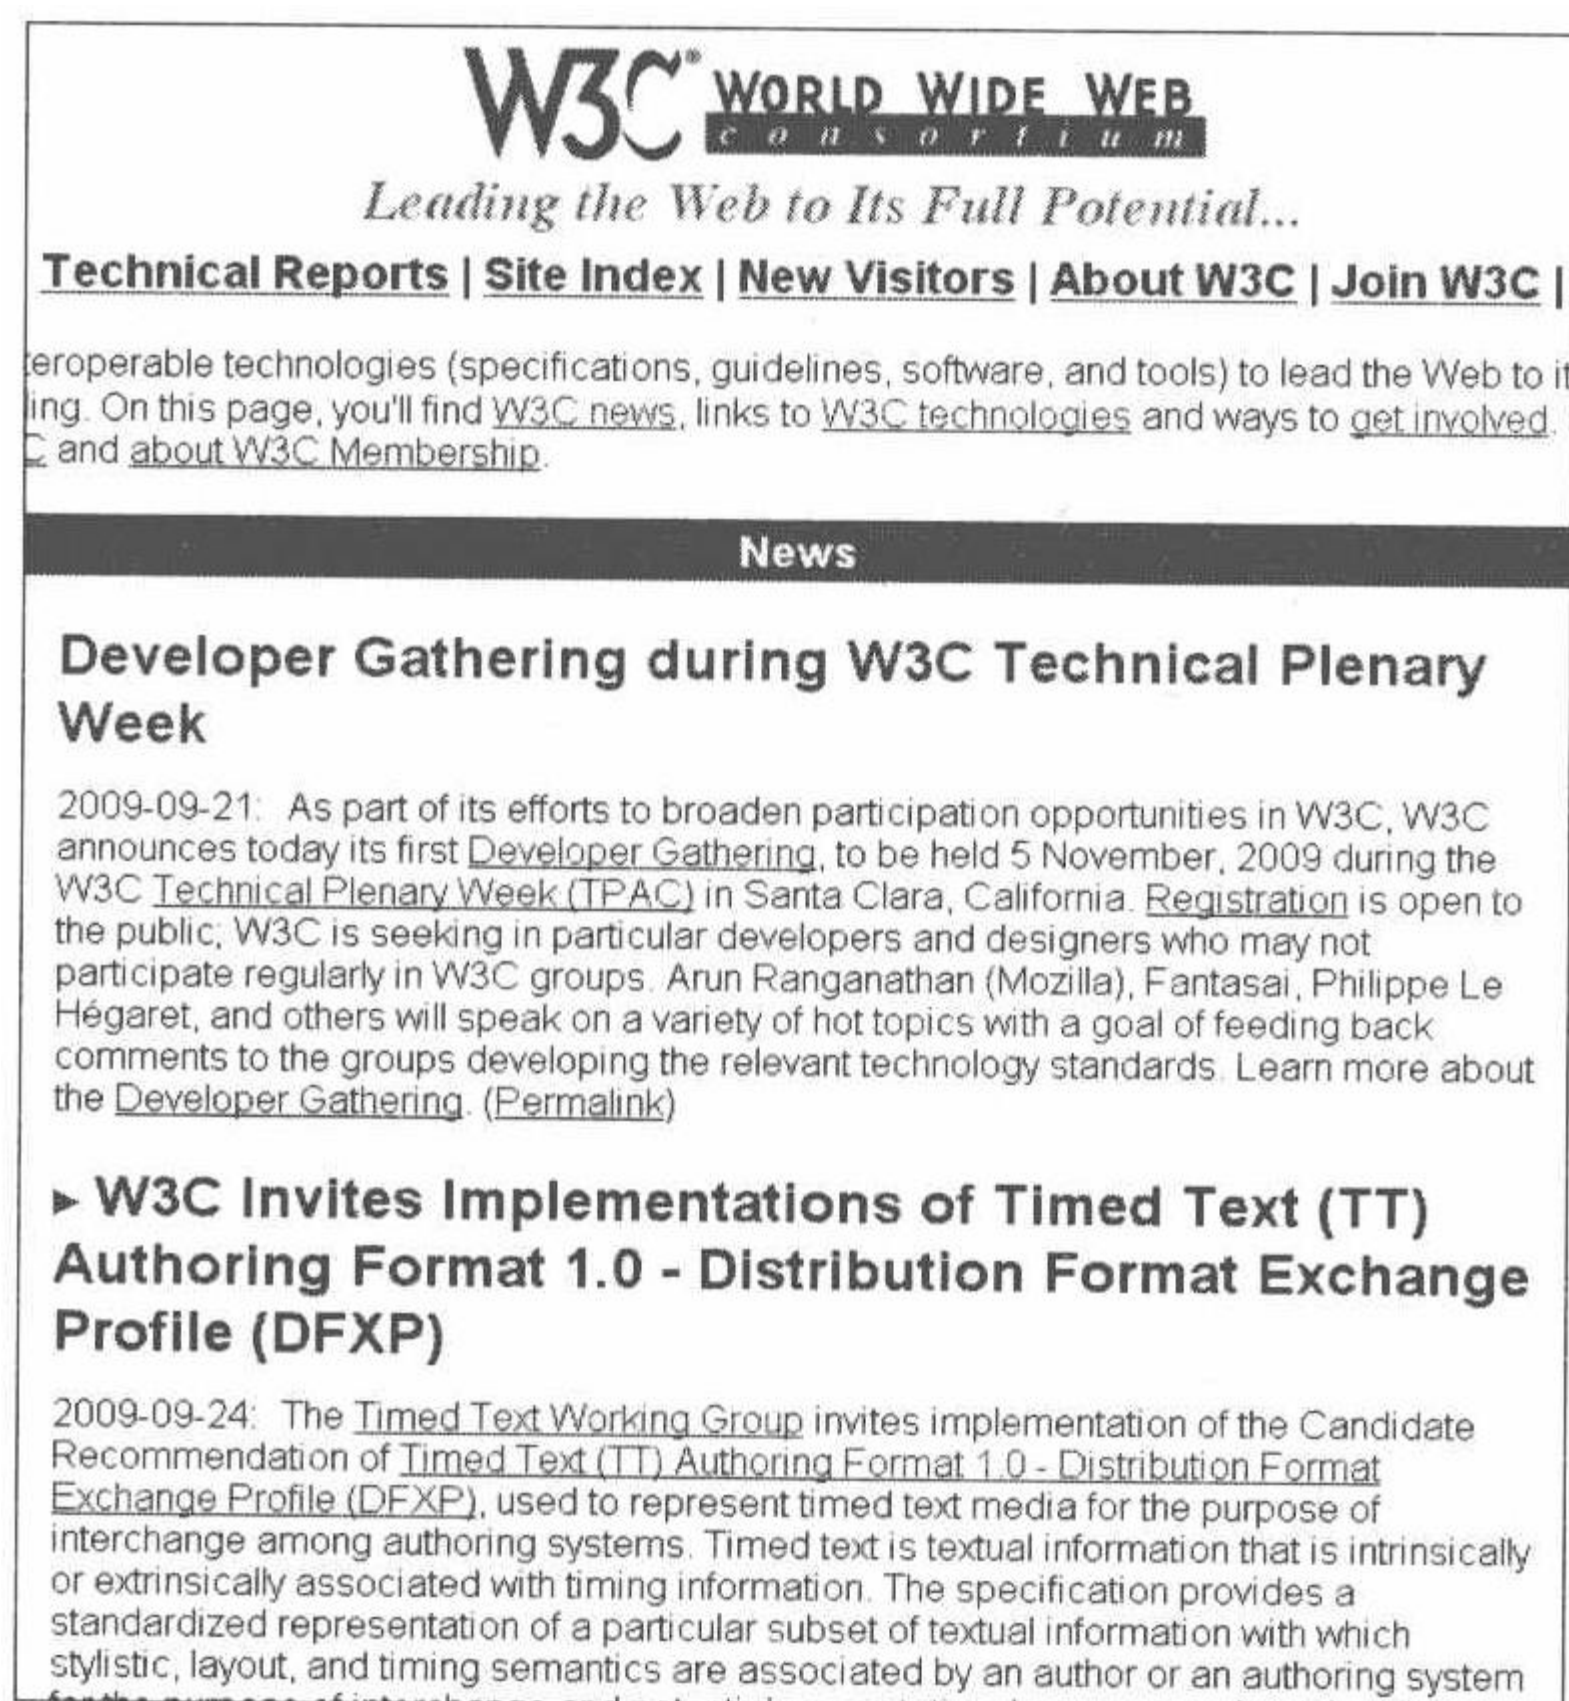 W3C® WORLD WIDE WEB
consortium
Leading the Web to Its Full Potential...
Technical Reports | Site Index | New Visitors | About W3C | Join W3C |
teroperable technologies (specifications, guidelines, software, and tools) to lead the Web to it
ing. On this page, you'll find W3C news, links to W3C technologies and ways to get involved.
C and about W3C Membership.
News
Developer Gathering during W3C Technical Plenary
Week
2009-09-21: As part of its efforts to broaden participation opportunities in W3C, W3C
announces today its first Developer Gathering, to be held 5 November, 2009 during the
W3C Technical Plenary Week (TPAC) in Santa Clara, California. Registration is open to
the public; W3C is seeking in particular developers and designers who may not
participate regularly in W3C groups. Arun Ranganathan (Mozilla), Fantasai, Philippe Le
Hégaret, and others will speak on a variety of hot topics with a goal of feeding back
comments to the groups developing the relevant technology standards. Learn more about
the Developer Gathering. (Permalink)
► W3C Invites Implementations of Timed Text (TT)
Authoring Format 1.0 - Distribution Format Exchange
Profile (DFXP)
2009-09-24: The Timed Text Working Group invites implementation of the Candidate
Recommendation of Timed Text (TT) Authoring Format 1.0 - Distribution Format
Exchange Profile (DFXP), used to represent timed text media for the purpose of
interchange among authoring systems. Timed text is textual information that is intrinsically
or extrinsically associated with timing information. The specification provides a
standardized representation of a particular subset of textual information with which
stylistic, layout, and timing semantics are associated by an author or an authoring system